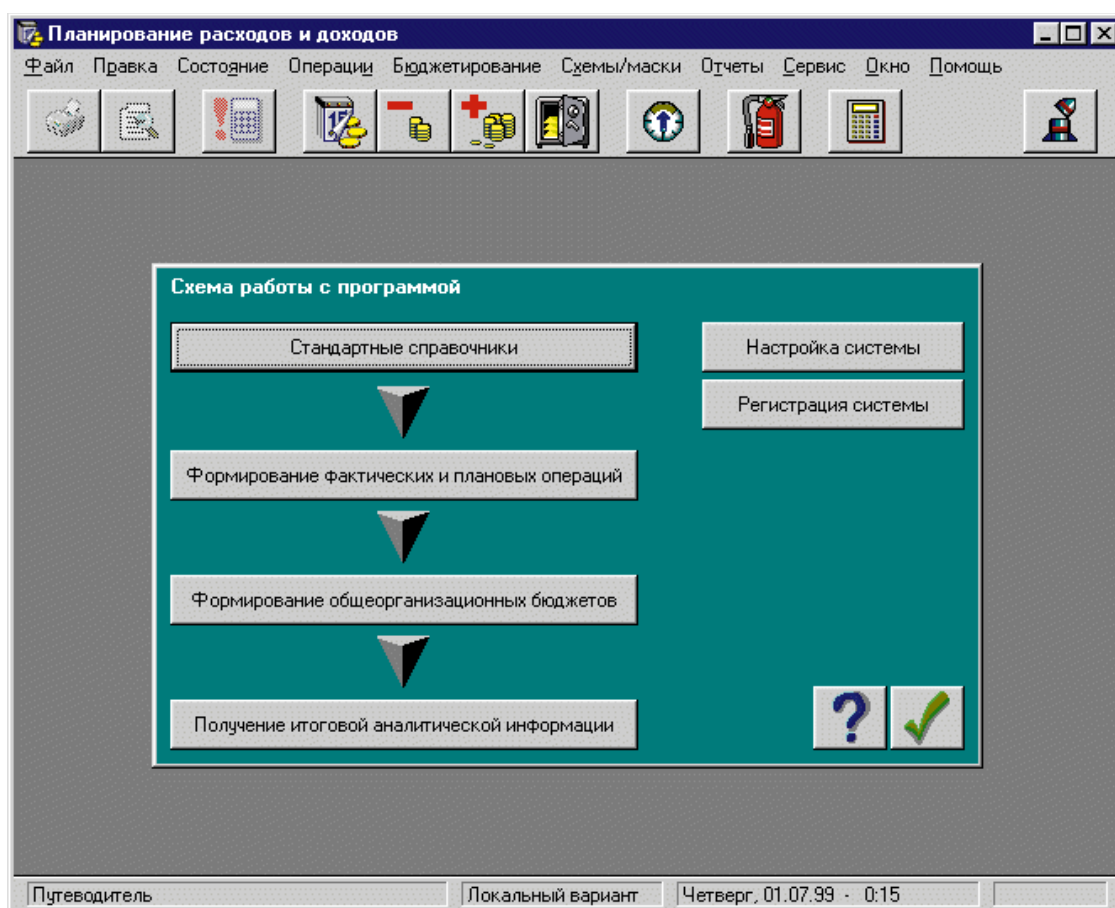 Планирование расходов и доходов
Файл Правка Состояние Операции Бюджетирование Схемы/маски Отчеты Сервис Окно Помощь
17
Схема работы с программой
Стандартные справочники
Настройка системы
Регистрация системы
Формирование фактических и плановых операций
Формирование общеорганизационных бюджетов
Получение итоговой аналитической информации
Путеводитель
Локальный вариант
Четверг, 01.07.99 - 0:15